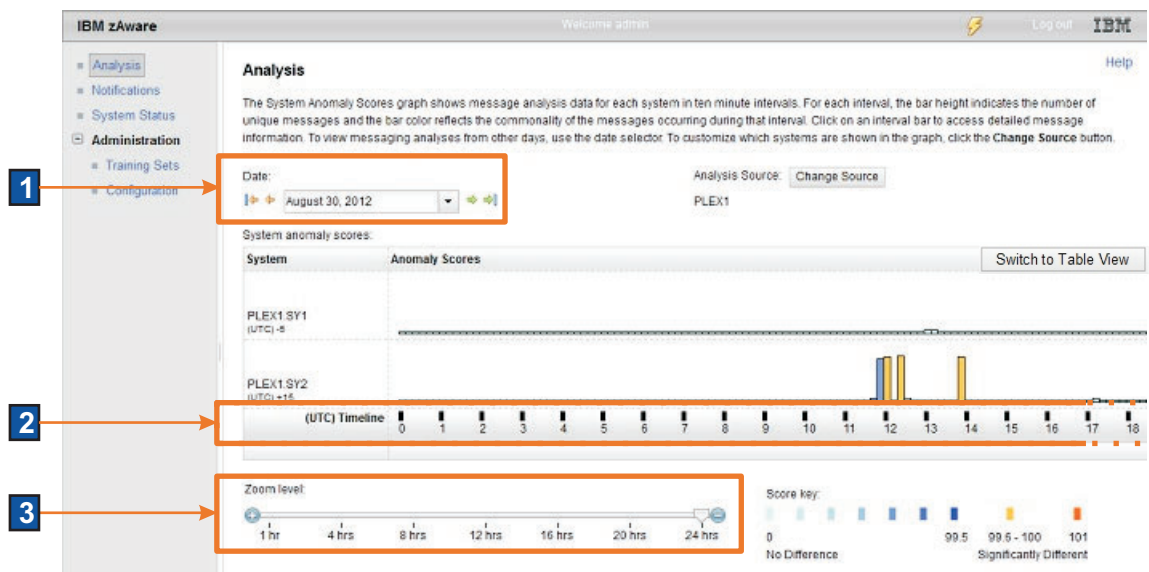 IBM zAware Welcome admin Log out IBM
Analysis
Notifications
System Status
Administration
Training Sets
Configuration
Analysis Help
The System Anomaly Scores graph shows message analysis data for each system in ten minute intervals. For each interval, the bar height indicates the number of
unique messages and the bar color reflects the commonality of the messages occurring during that interval. Click on an interval bar to access detailed message
information. To view messaging analyses from other days, use the date selector. To customize which systems are shown in the graph, click the Change Source button.
1
Date: Analysis Source: Change Source
August 30, 2012 PLEX1
System anomaly scores:
System Anomaly Scores Switch to Table View
PLEX1.SY1
(UTC) -5
PLEX1.SY2
(UTC) +15
2
(UTC) Timeline 0 1 2 3 4 5 6 7 8 9 10 11 12 13 14 15 16 17 18
3
Zoom level:
1 hr 4 hrs 8 hrs 12 hrs 16 hrs 20 hrs 24 hrs
Score key:
0 99.5 99.6 - 100 101
No Difference Significantly Different